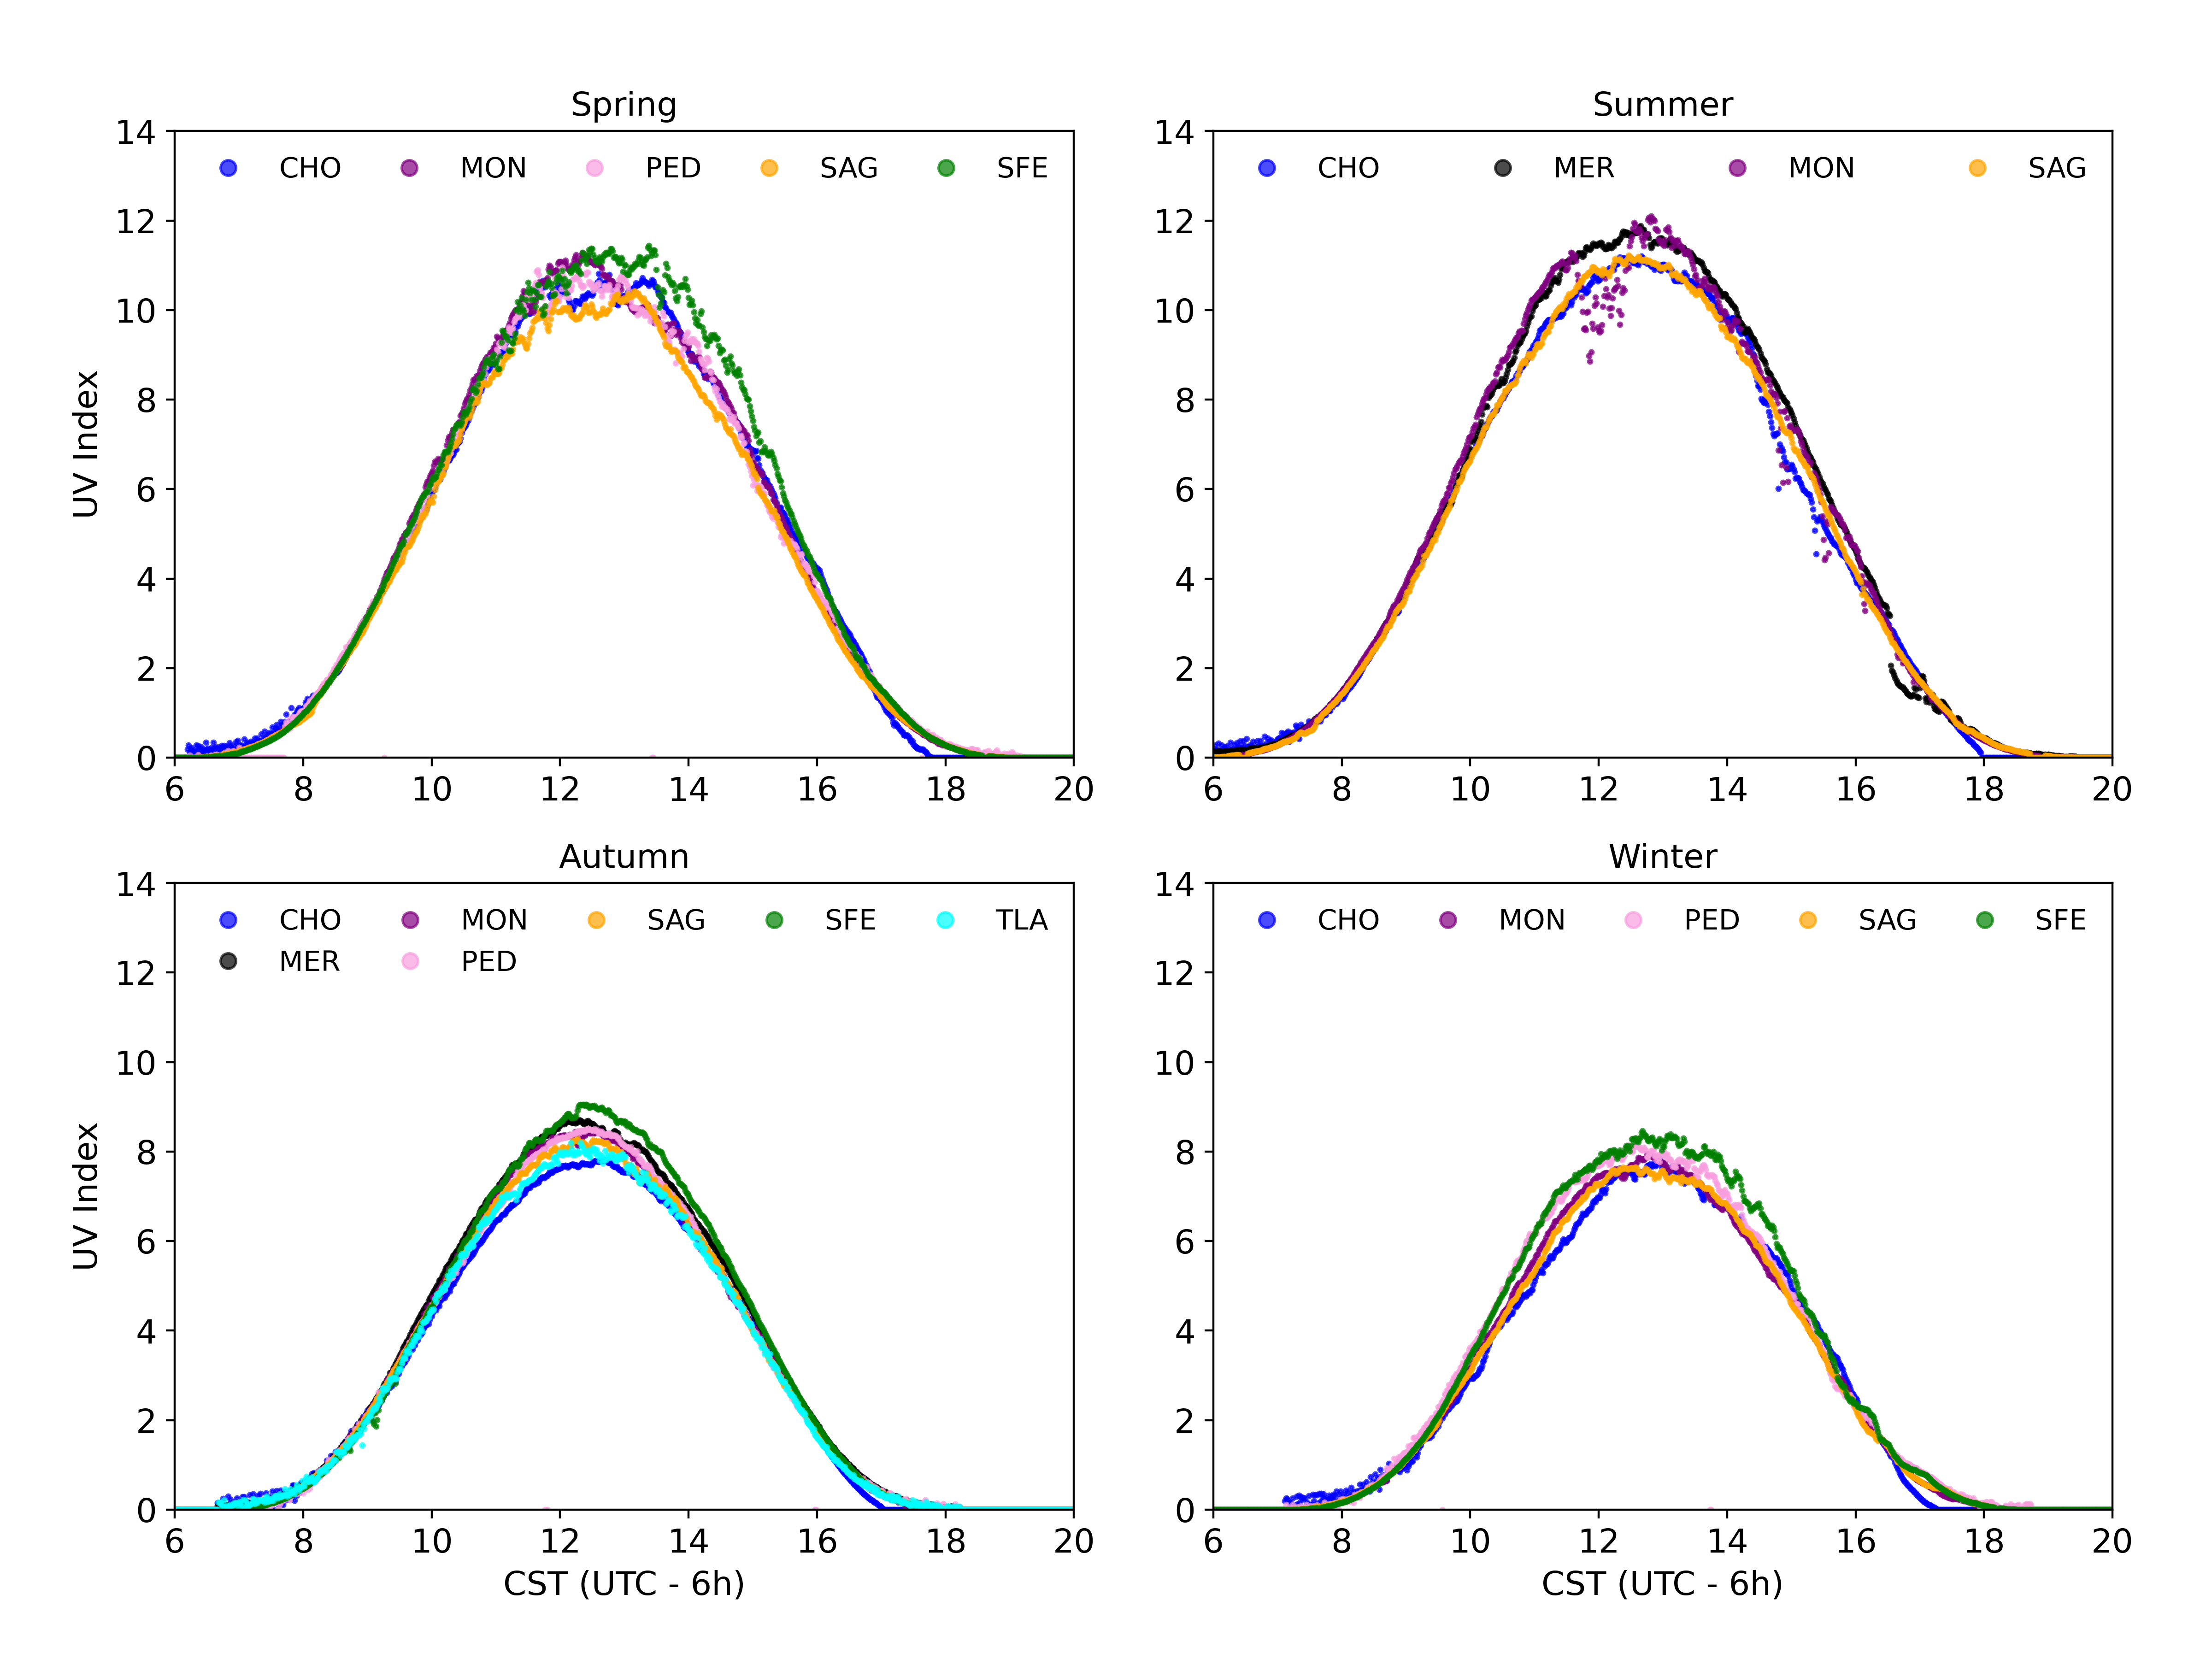 Spring
14
12
10
8
6
4
2
0
UV Index
CHO MON PED SAG SFE
6 8 10 12 14 16 18 20
Summer
14
12
10
8
6
4
2
0
CHO MER MON SAG
6 8 10 12 14 16 18 20
Autumn
14
12
10
8
6
4
2
0
UV Index
CHO MON SAG SFE TLA
MER PED
6 8 10 12 14 16 18 20
CST (UTC - 6h)
Winter
14
12
10
8
6
4
2
0
CHO MON PED SAG SFE
6 8 10 12 14 16 18 20
CST (UTC - 6h)